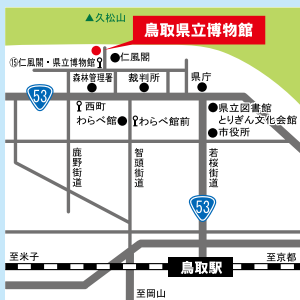 ▲久松山
鳥取県立博物館
仁風閣
⑮仁風閣・県立博物館
森林管理署
裁判所
県庁
53
西町
わらべ館
わらべ館前
県立図書館
とりぎん文化会館
市役所
鹿野街道
智頭街道
若桜街道
53
至米子
鳥取駅
至京都
至岡山